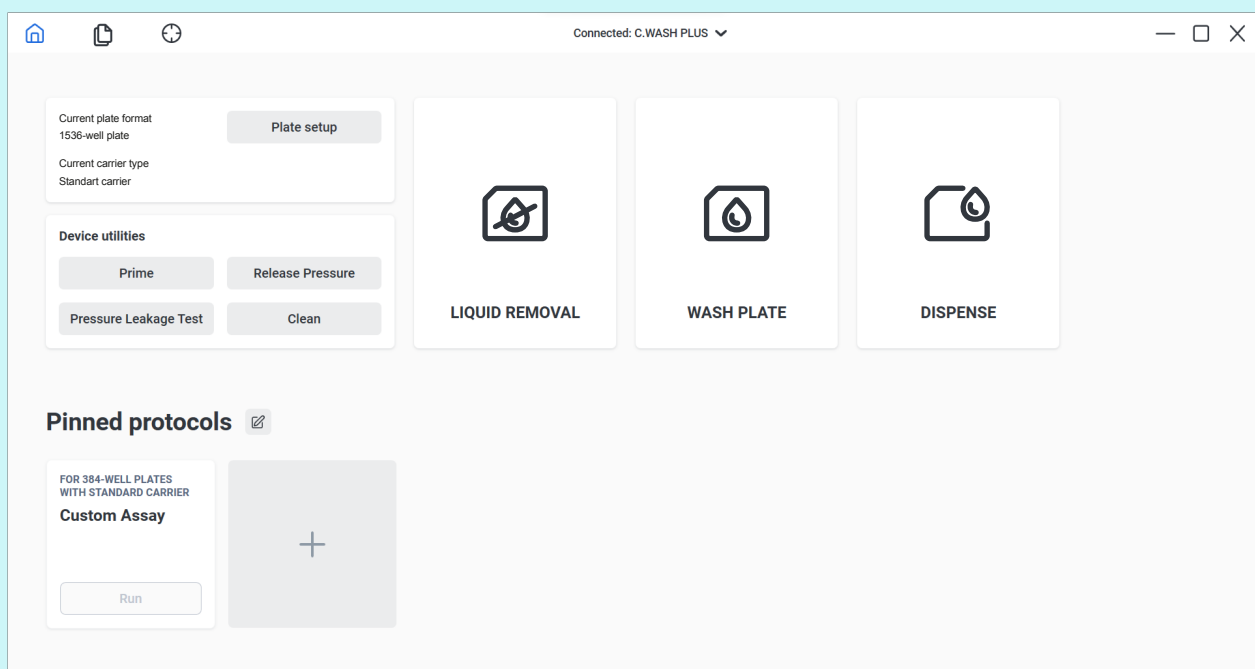 Connected: C.WASH PLUS
Current plate format
1536-well plate
Plate setup
Current carrier type
Standart carrier
Device utilities
Prime
Release Pressure
Pressure Leakage Test
Clean
LIQUID REMOVAL
WASH PLATE
DISPENSE
Pinned protocols
FOR 384-WELL PLATES
WITH STANDARD CARRIER
Custom Assay
Run